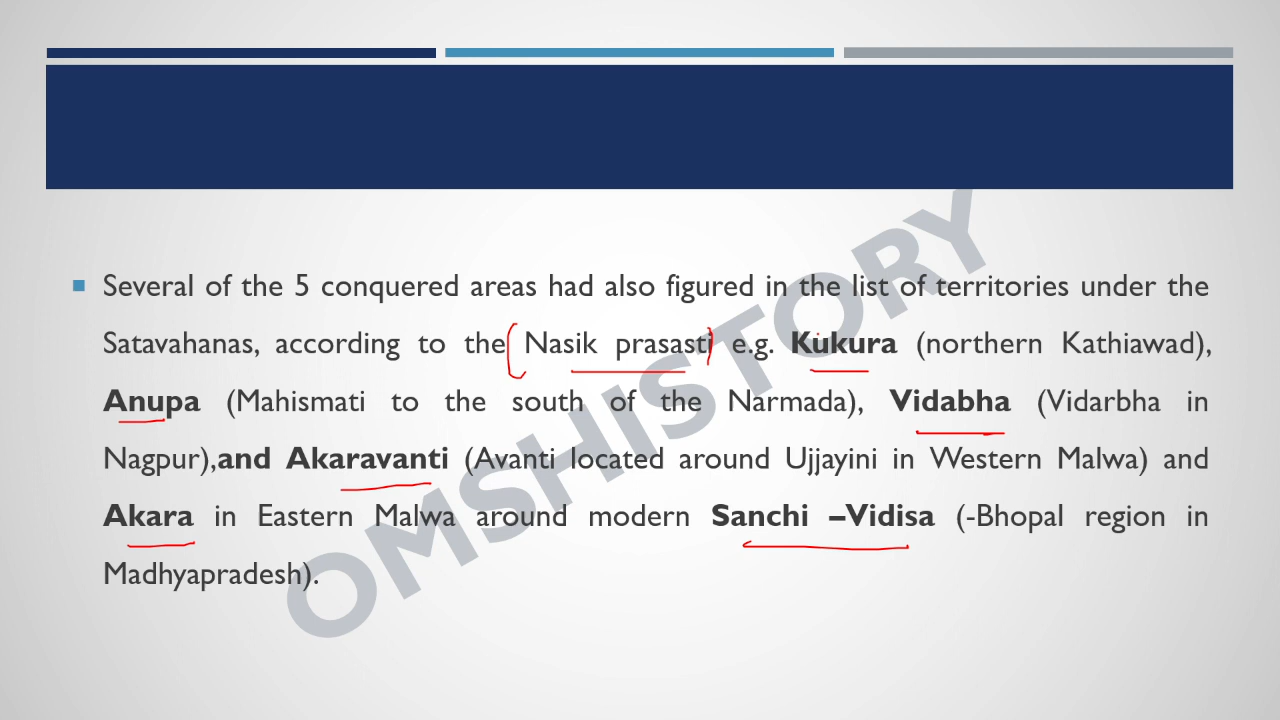 Several of the 5 conquered areas had also figured in the list of territories under the
Satavahanas, according to the Nasik prasasti e.g. Kukura (northern Kathiawad),
Anupa (Mahismati to the south of the Narmada), Vidabha (Vidarbha in
Nagpur),and Akaravanti (Avanti located around Ujjayini in Western Malwa) and
Akara in Eastern Malwa around modern Sanchi –Vidisa (-Bhopal region in
Madhyapradesh).
OMSHISTORY